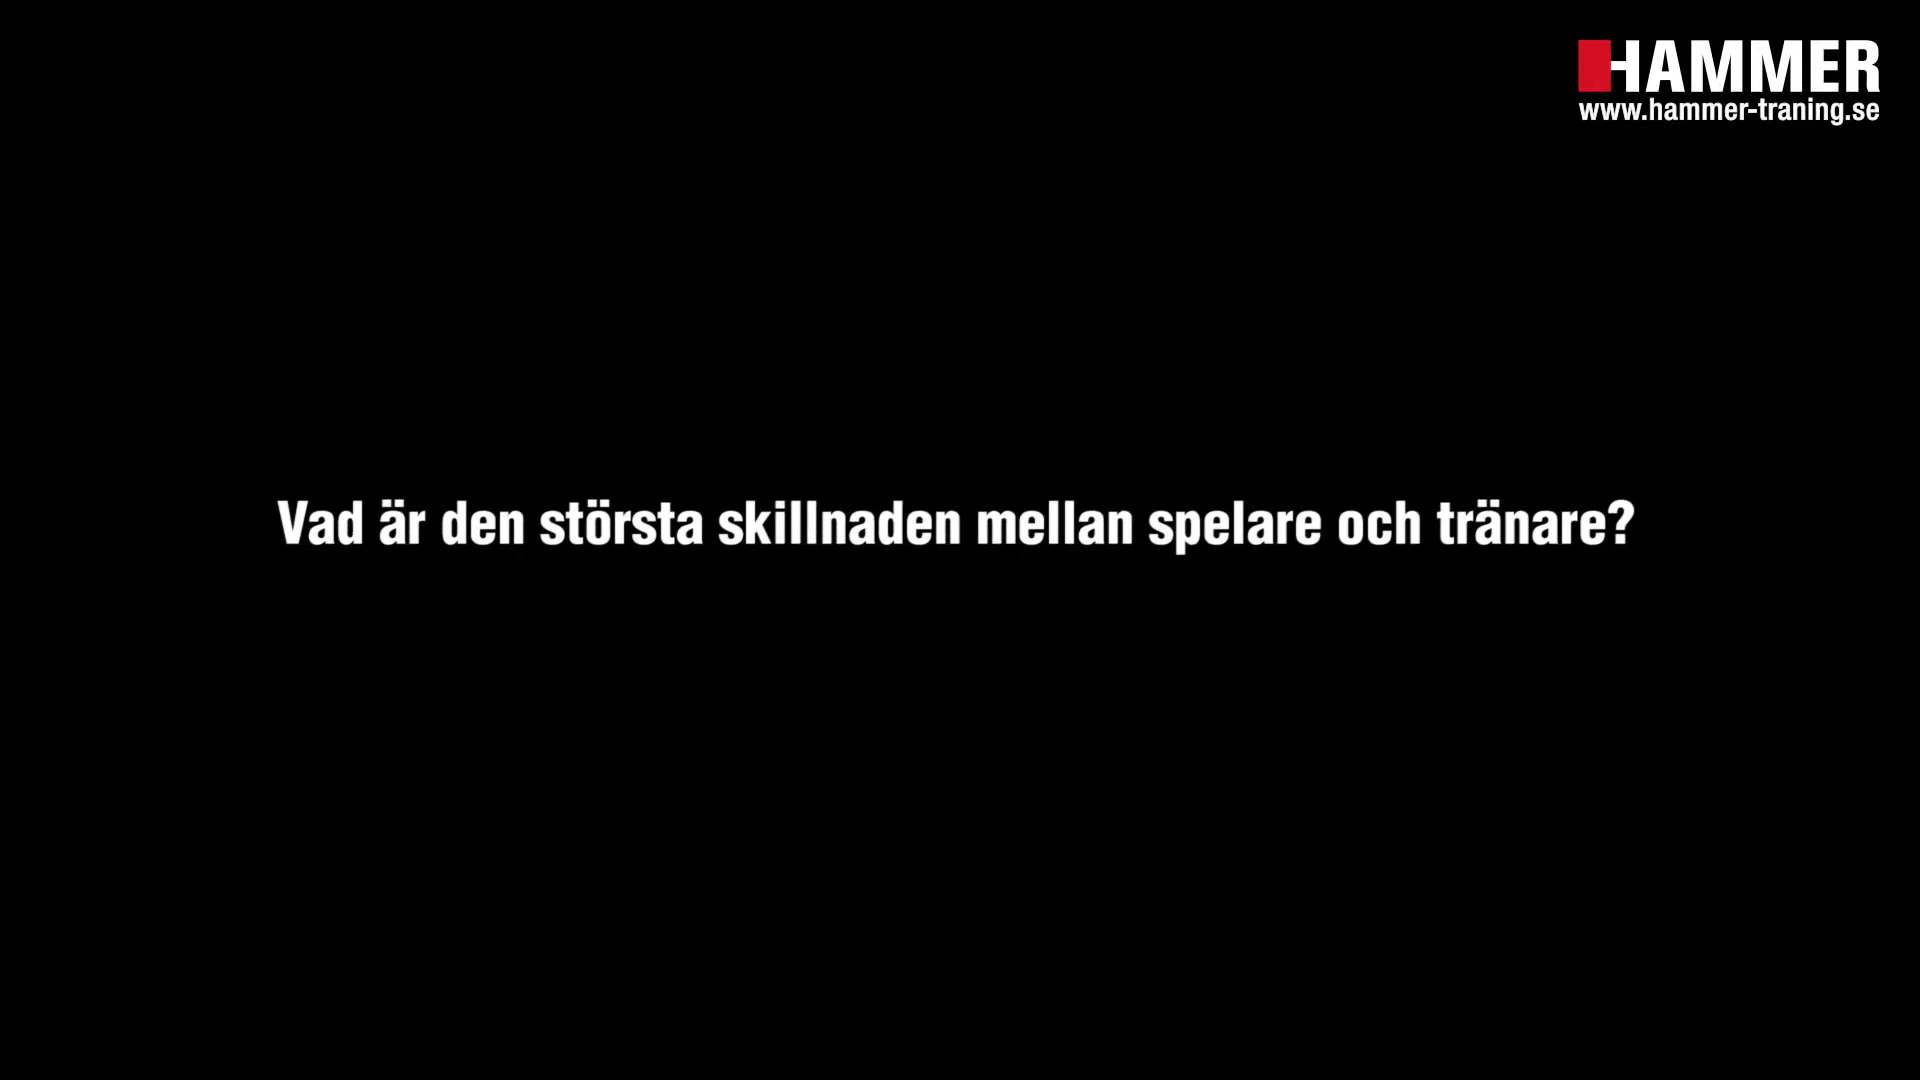 HAMMER
www.hammer-traning.se
Vad är den största skillnaden mellan spelare och tränare?